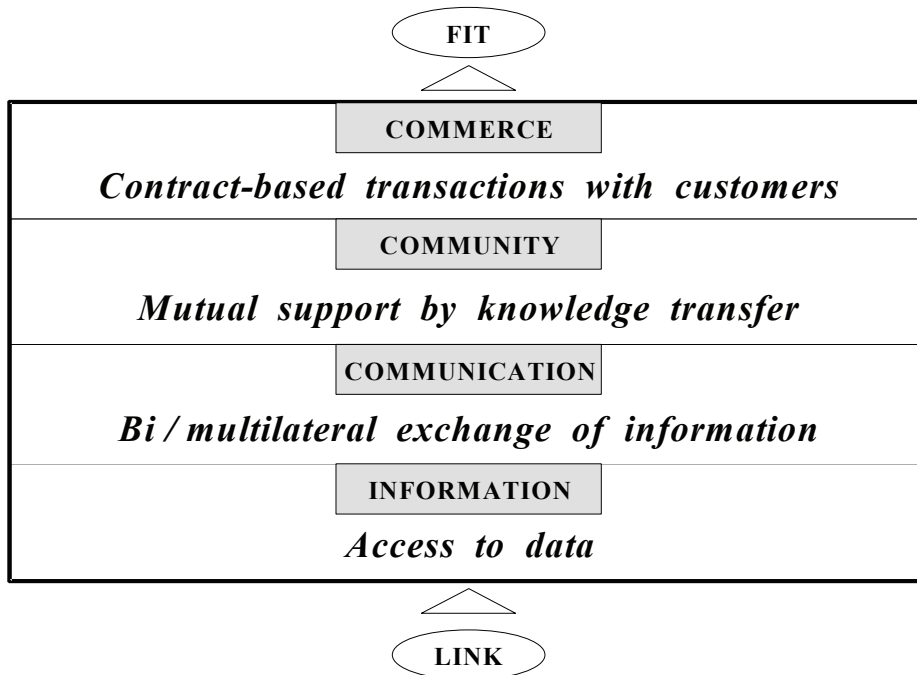 FIT
COMMERCE
Contract-based transactions with customers
COMMUNITY
Mutual support by knowledge transfer
COMMUNICATION
Bi / multilateral exchange of information
INFORMATION
Access to data
LINK